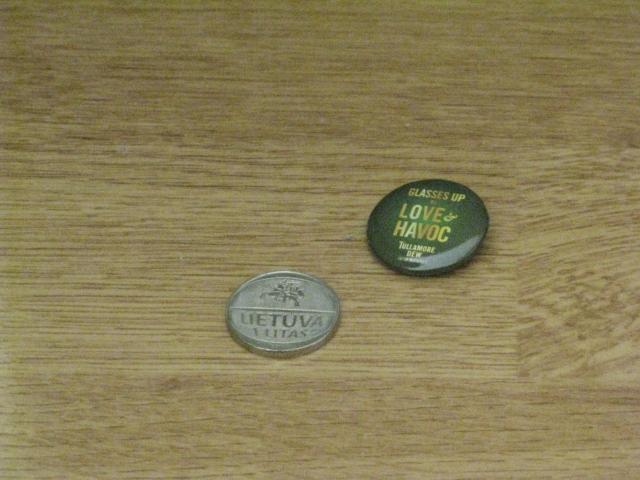 GLASSES UP
LOVE &
HAVOC
TULLAMORE
DEW
LIETUVA
1 LITAS